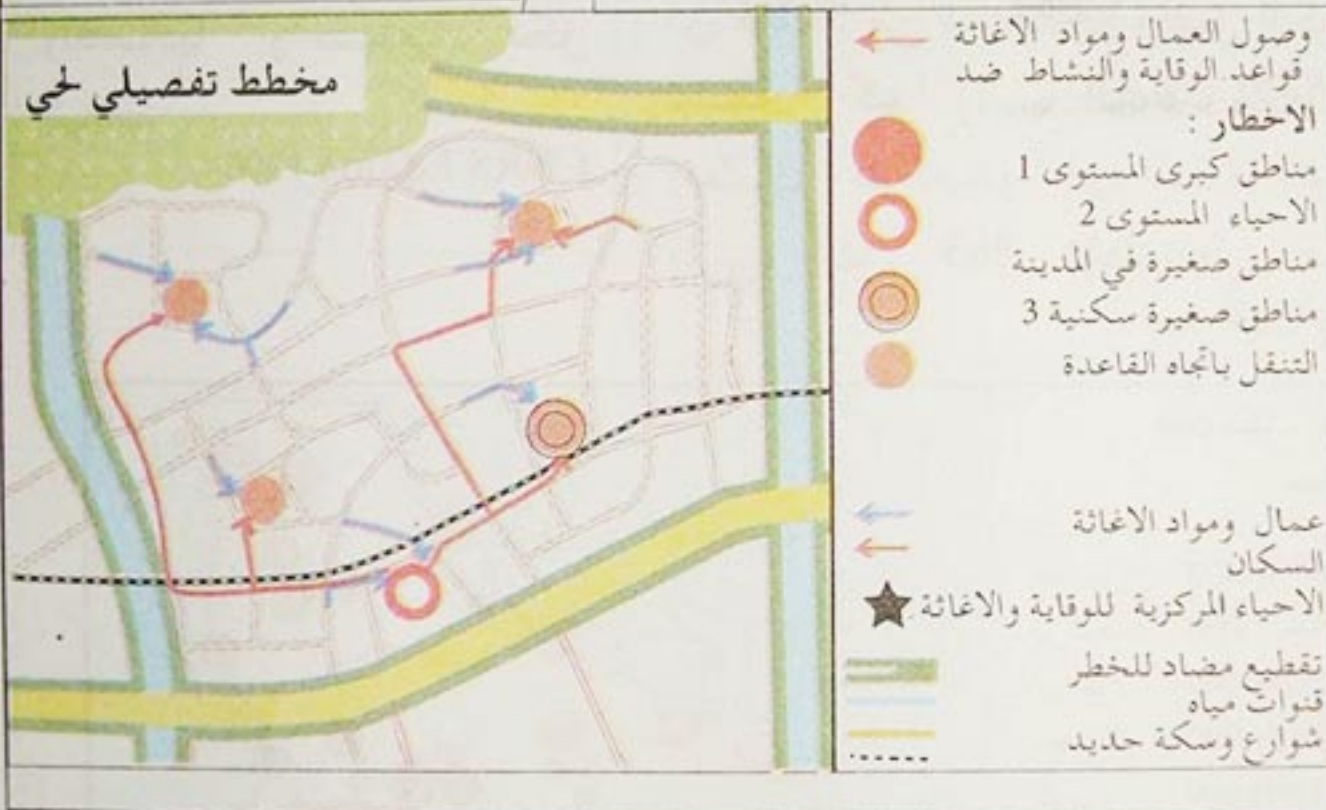 مخطط تفصيلي لحي
وصول العمال ومواد الاغاثة
قواعد الوقاية والنشاط ضد
الاخطار :
مناطق كبرى المستوى 1
الاحياء المستوى 2
مناطق صغيرة في المدينة
مناطق صغيرة سكنية 3
التنقل باتجاه القاعدة
عمال ومواد الاغاثة
السكان
الاحياء المركزية للوقاية والاغاثة
تقطيع مضاد للخطر
قنوات مياه
شوارع وسكة حديد